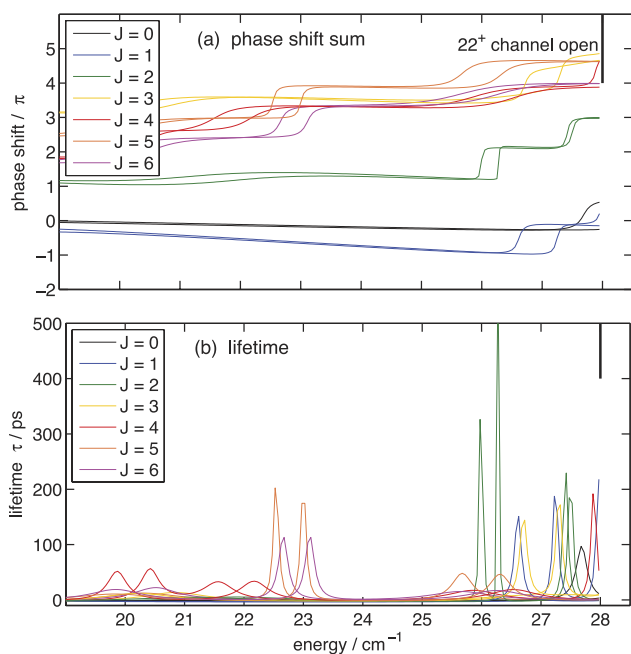 (a) phase shift sum
22⁺ channel open
J = 0
J = 1
J = 2
J = 3
J = 4
J = 5
J = 6
phase shift / π
5
4
3
2
1
0
−1
−2
(b) lifetime
J = 0
J = 1
J = 2
J = 3
J = 4
J = 5
J = 6
lifetime τ / ps
500
400
300
200
100
0
20 21 22 23 24 25 26 27 28
energy / cm⁻¹